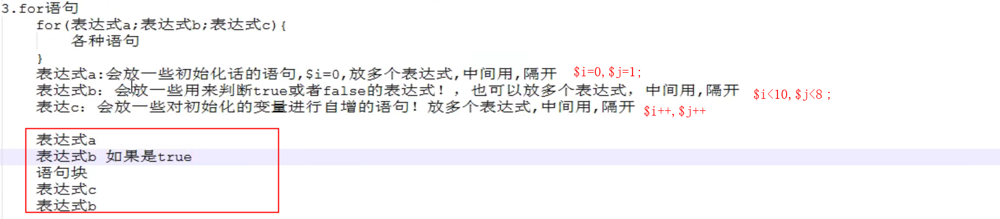 3.for语句
for(表达式a;表达式b;表达式c){
各种语句
}
表达式a:会放一些初始化话的语句,$i=0,放多个表达式,中间用,隔开 $i=0,$j=1;
表达式b：会放一些用来判断true或者false的表达式！，也可以放多个表达式，中间用,隔开 $i<10,$j<8 ;
表达c：会放一些对初始化的变量进行自增的语句！放多个表达式,中间用,隔开 $i++,$j++
表达式a
表达式b 如果是true
语句块
表达式c
表达式b